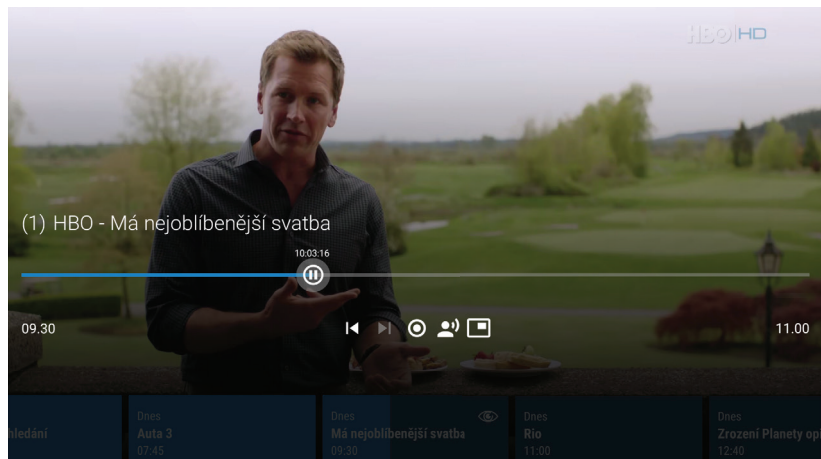 HBO|HD
(1) HBO - Má nejoblíbenější svatba
10:03:16
09.30
11.00
Dnes
Dnes
Dnes
Dnes
hledání
Auta 3
Má nejoblíbenější svatba
Rio
Zrození Planety opi
07:45
09:30
11:00
12:40